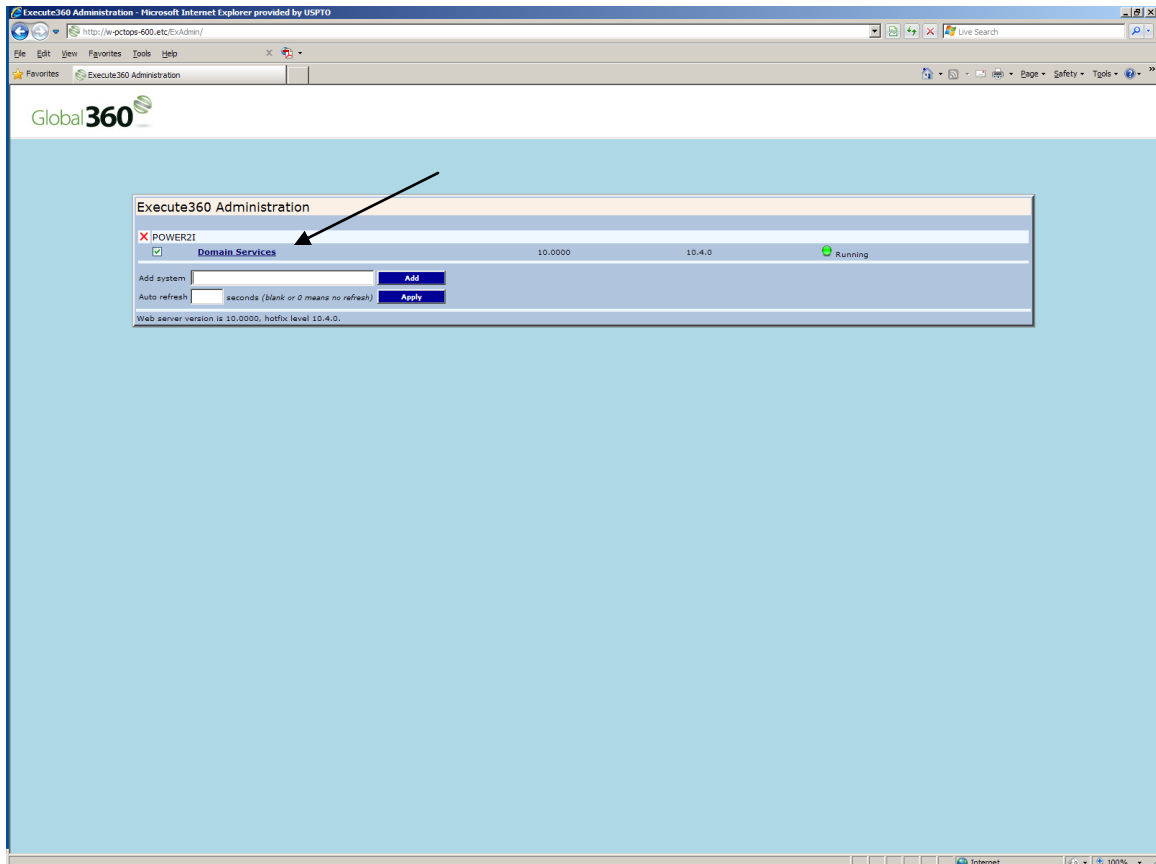 Execute360 Administration - Microsoft Internet Explorer provided by USPTO
http://w-pctops-600.etc/ExAdmin/
Live Search
File Edit View Favorites Tools Help
Favorites Execute360 Administration Page Safety Tools
Global 360
Execute360 Administration
POWER2I
Domain Services 10.0000 10.4.0 Running
Add system Add
Auto refresh seconds (blank or 0 means no refresh) Apply
Web server version is 10.0000, hotfix level 10.4.0.
Internet 100%